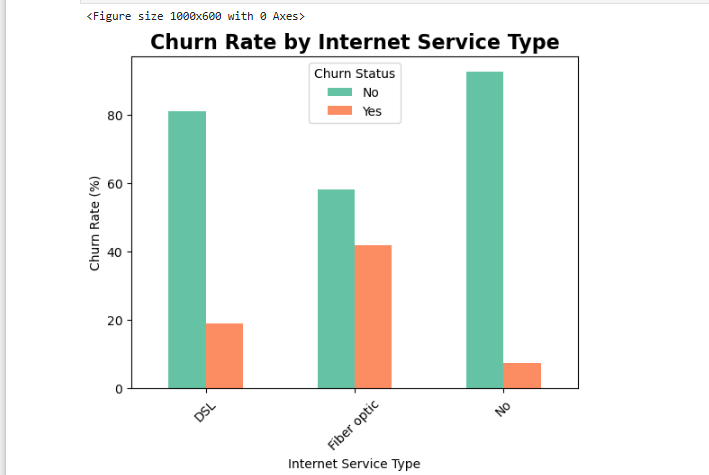 <Figure size 1000x600 with 0 Axes>
Churn Rate by Internet Service Type
Churn Status
No
Yes
Churn Rate (%)
80
60
40
20
0
DSL
Fiber optic
No
Internet Service Type